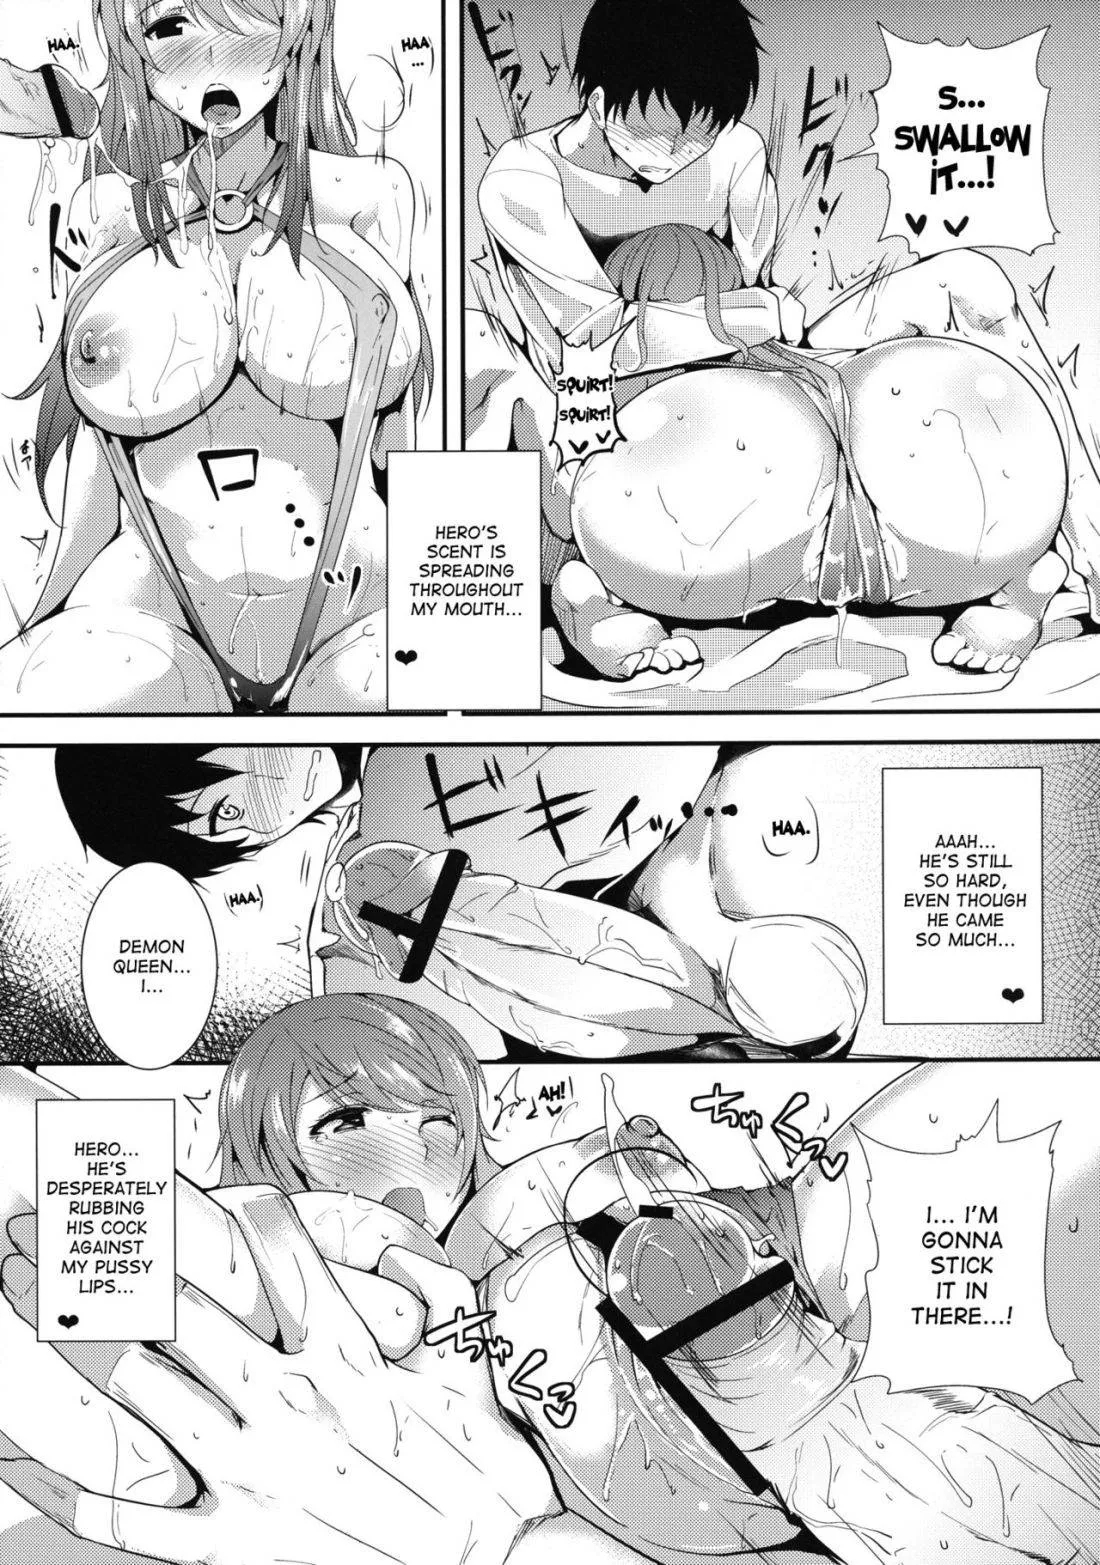 S...
SWALLOW
IT...!
SQUIRT!
SQUIRT!
HERO'S
SCENT IS
SPREADING
THROUGHOUT
MY MOUTH...
HAA.
HAA
...
AAAH...
HE'S STILL
SO HARD,
EVEN THOUGH
HE CAME
SO MUCH...
HAA.
HAA.
DEMON
QUEEN...
I...
I... I'M
GONNA
STICK
IT IN
THERE...!
ちゅくっ
AH!
ちゅくっ
HERO...
HE'S
DESPERATELY
RUBBING
HIS COCK
AGAINST
MY PUSSY
LIPS...